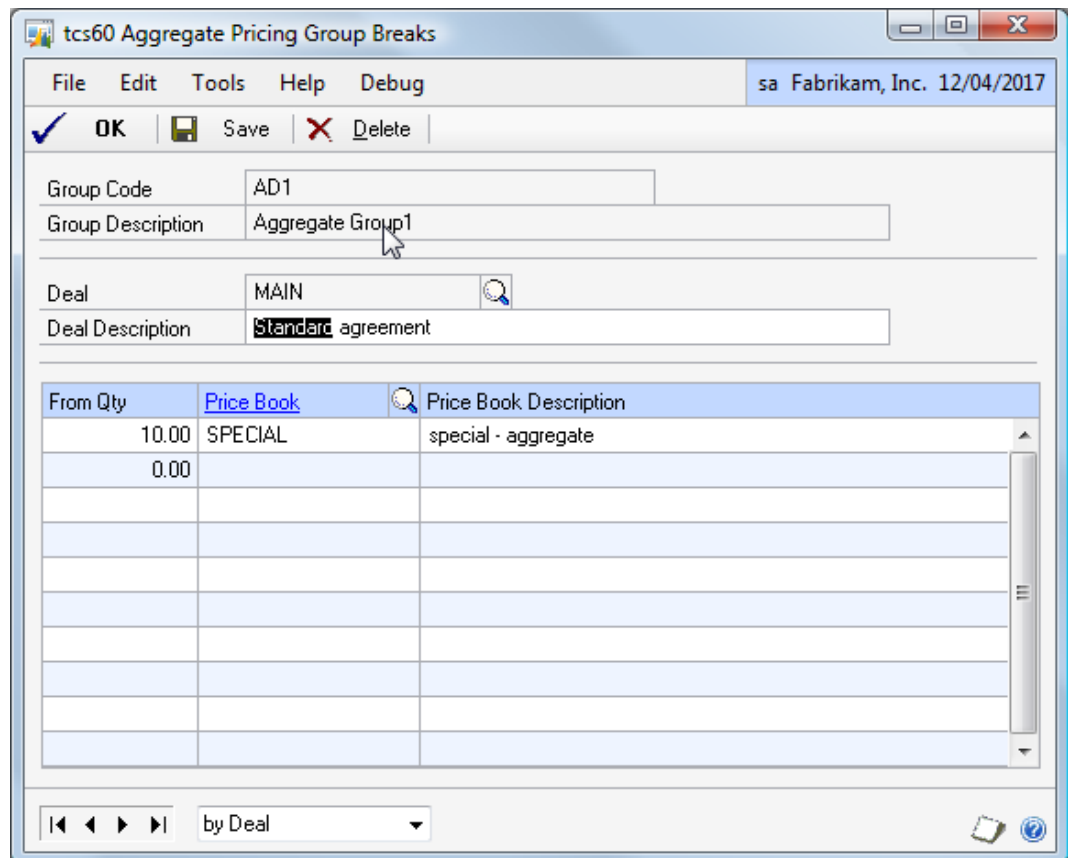 tcs60 Aggregate Pricing Group Breaks
File Edit Tools Help Debug sa Fabrikam, Inc. 12/04/2017
OK Save Delete
Group Code AD1
Group Description Aggregate Group1
Deal MAIN
Deal Description Standard agreement
From Qty Price Book Price Book Description
10.00 SPECIAL special - aggregate
0.00
by Deal